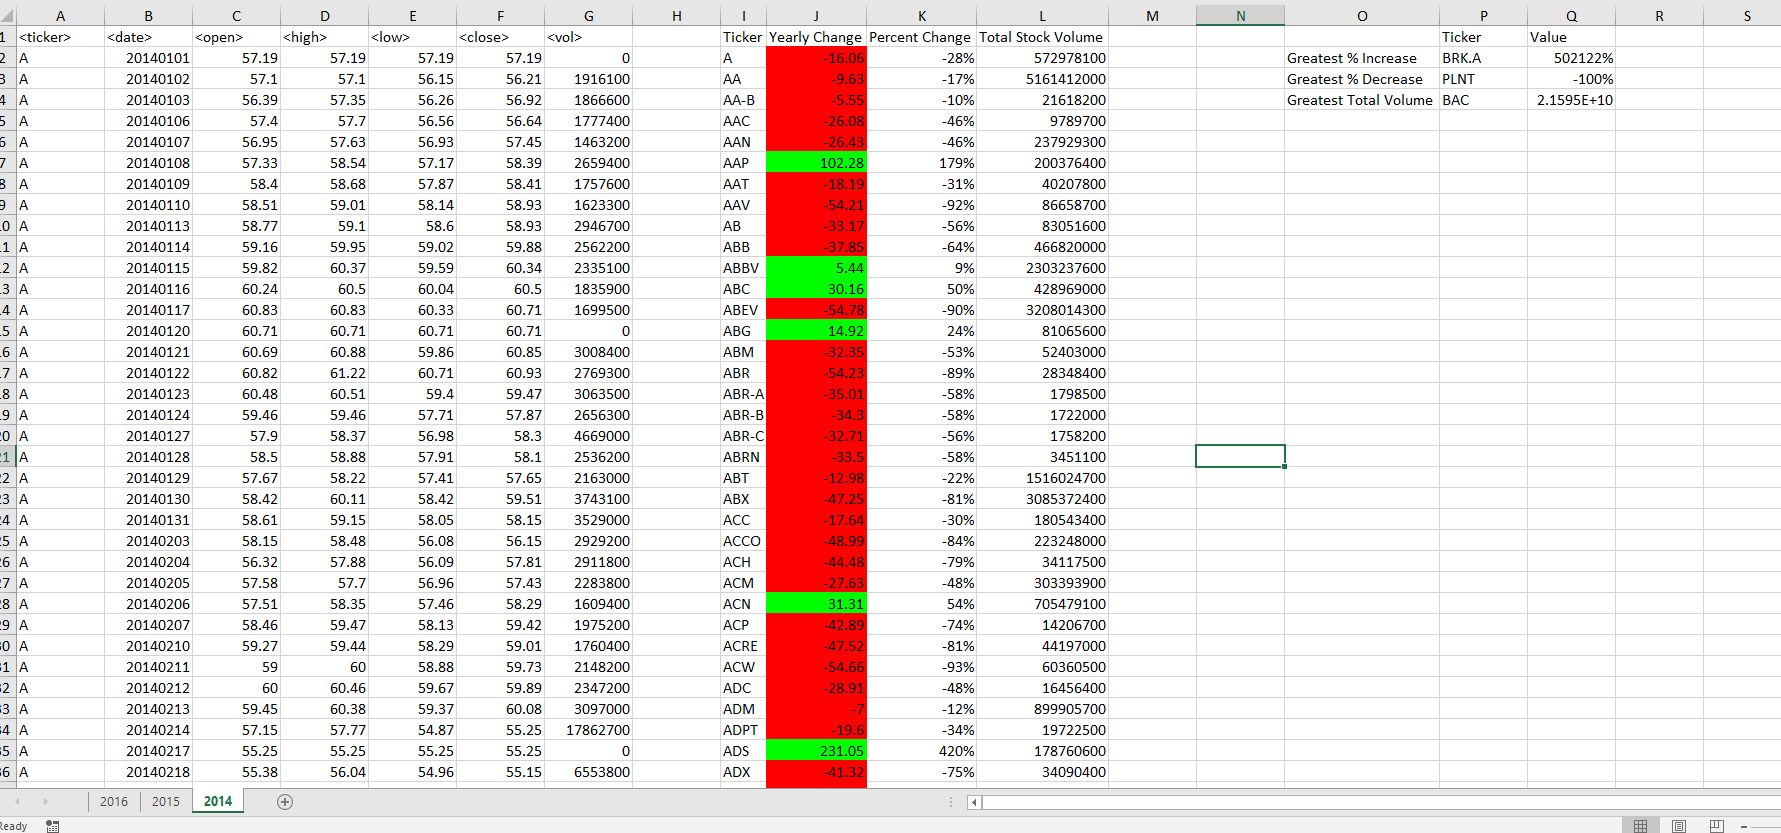 A B C D E F G H I J K L M N O P Q R S
1 <ticker> <date> <open> <high> <low> <close> <vol> Ticker Yearly Change Percent Change Total Stock Volume Ticker Value
2 A 20140101 57.19 57.19 57.19 57.19 0 A -16.06 -28% 572978100 Greatest % Increase BRK.A 502122%
3 A 20140102 57.1 57.1 56.15 56.21 1916100 AA -9.63 -17% 5161412000 Greatest % Decrease PLNT -100%
4 A 20140103 56.39 57.35 56.26 56.92 1866600 AA-B -5.55 -10% 21618200 Greatest Total Volume BAC 2.1595E+10
5 A 20140106 57.4 57.7 56.56 56.64 1777400 AAC -26.08 -46% 9789700
6 A 20140107 56.95 57.63 56.93 57.45 1463200 AAN -26.43 -46% 237929300
7 A 20140108 57.33 58.54 57.17 58.39 2659400 AAP 102.28 179% 200376400
8 A 20140109 58.4 58.68 57.87 58.41 1757600 AAT -18.19 -31% 40207800
9 A 20140110 58.51 59.01 58.14 58.93 1623300 AAV -54.21 -92% 86658700
0 A 20140113 58.77 59.1 58.6 58.93 2946700 AB -33.17 -56% 83051600
1 A 20140114 59.16 59.95 59.02 59.88 2562200 ABB -37.85 -64% 466820000
2 A 20140115 59.82 60.37 59.59 60.34 2335100 ABBV 5.44 9% 2303237600
3 A 20140116 60.24 60.5 60.04 60.5 1835900 ABC 30.16 50% 428969000
4 A 20140117 60.83 60.83 60.33 60.71 1699500 ABEV -54.78 -90% 3208014300
5 A 20140120 60.71 60.71 60.71 60.71 0 ABG 14.92 24% 81065600
6 A 20140121 60.69 60.88 59.86 60.85 3008400 ABM -32.35 -53% 52403000
7 A 20140122 60.82 61.22 60.71 60.93 2769300 ABR -54.23 -89% 28348400
8 A 20140123 60.48 60.51 59.4 59.47 3063500 ABR-A -35.01 -58% 1798500
9 A 20140124 59.46 59.46 57.71 57.87 2656300 ABR-B -34.3 -58% 1722000
0 A 20140127 57.9 58.37 56.98 58.3 4669000 ABR-C -32.71 -56% 1758200
1 A 20140128 58.5 58.88 57.91 58.1 2536200 ABRN -33.5 -58% 3451100
2 A 20140129 57.67 58.22 57.41 57.65 2163000 ABT -12.98 -22% 1516024700
3 A 20140130 58.42 60.11 58.42 59.51 3743100 ABX -47.25 -81% 3085372400
4 A 20140131 58.61 59.15 58.05 58.15 3529000 ACC -17.64 -30% 180543400
5 A 20140203 58.15 58.48 56.08 56.15 2929200 ACCO -48.99 -84% 223248000
6 A 20140204 56.32 57.88 56.09 57.81 2911800 ACH -44.48 -79% 34117500
7 A 20140205 57.58 57.7 56.96 57.43 2283800 ACM -27.63 -48% 303393900
8 A 20140206 57.51 58.35 57.46 58.29 1609400 ACN 31.31 54% 705479100
9 A 20140207 58.46 59.47 58.13 59.42 1975200 ACP -42.89 -74% 14206700
0 A 20140210 59.27 59.44 58.29 59.01 1760400 ACRE -47.52 -81% 44197000
1 A 20140211 59 60 58.88 59.73 2148200 ACW -54.66 -93% 60360500
2 A 20140212 60 60.46 59.67 59.89 2347200 ADC -28.91 -48% 16456400
3 A 20140213 59.45 60.38 59.37 60.08 3097000 ADM -7 -12% 899905700
4 A 20140214 57.15 57.77 54.87 55.25 17862700 ADPT -19.6 -34% 19722500
5 A 20140217 55.25 55.25 55.25 55.25 0 ADS 231.05 420% 178760600
6 A 20140218 55.38 56.04 54.96 55.15 6553800 ADX -41.32 -75% 34090400
2016 2015 2014
Ready